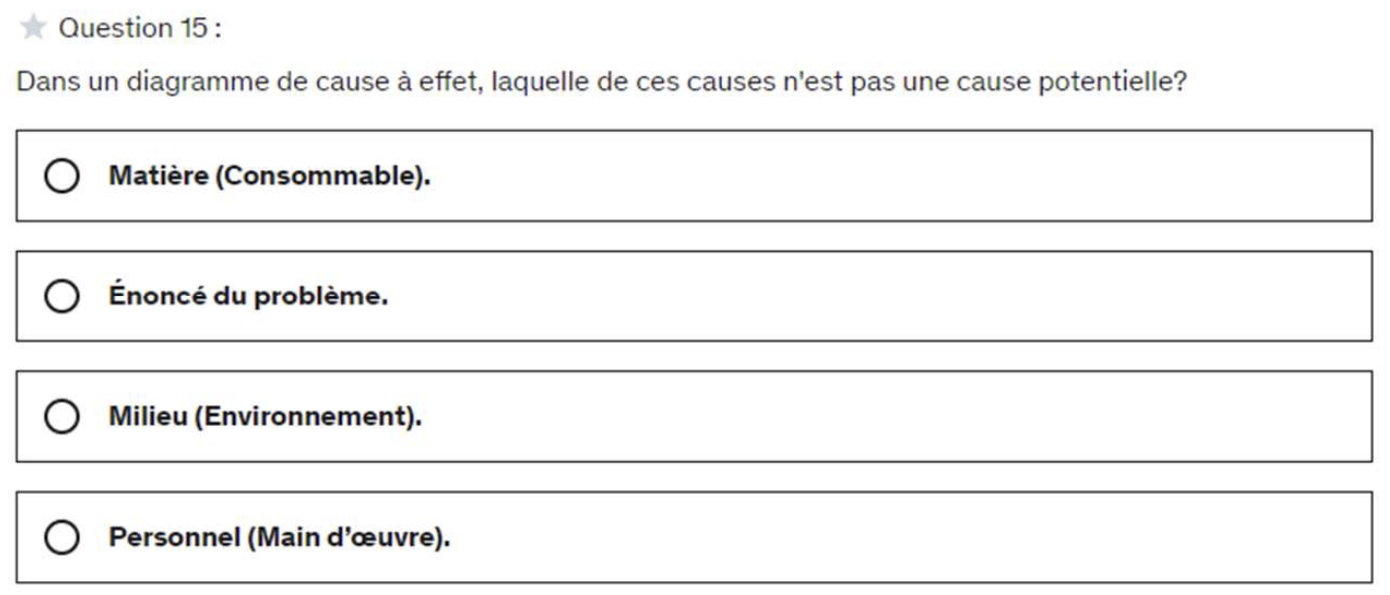 Question 15 :
Dans un diagramme de cause à effet, laquelle de ces causes n'est pas une cause potentielle?
Matière (Consommable).
Énoncé du problème.
Milieu (Environnement).
Personnel (Main d’œuvre).